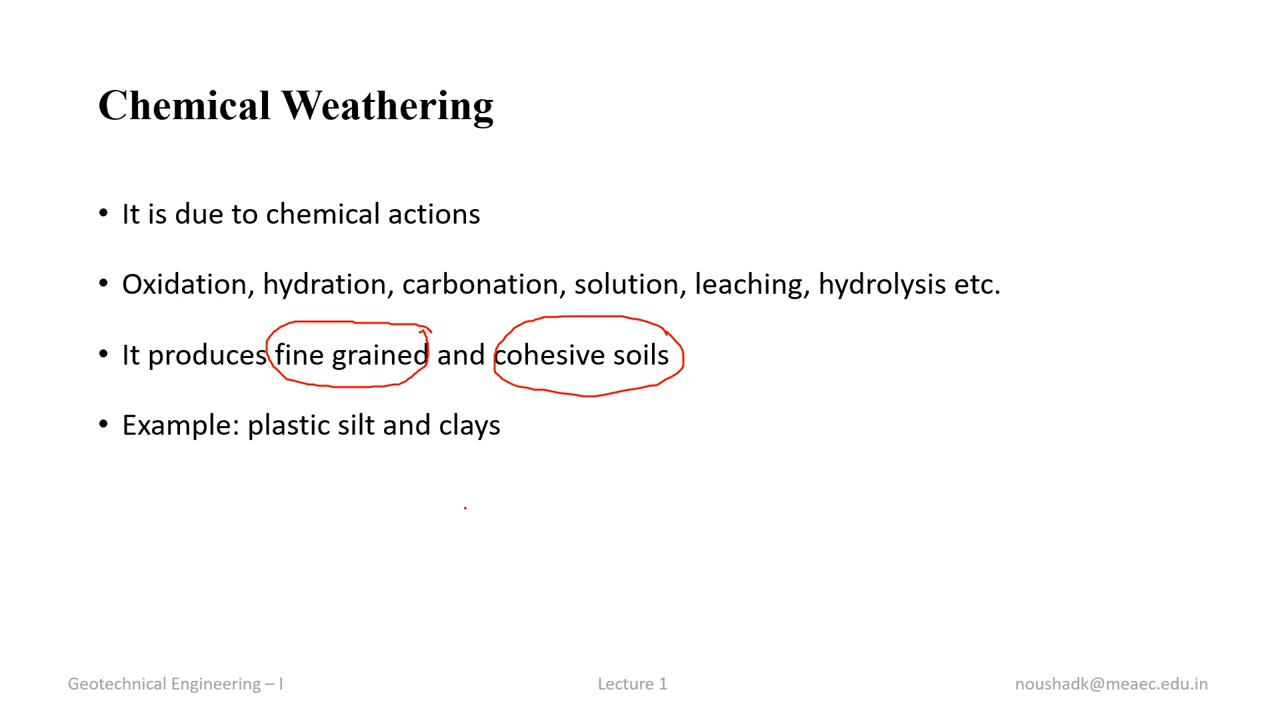 Chemical Weathering
• It is due to chemical actions
• Oxidation, hydration, carbonation, solution, leaching, hydrolysis etc.
• It produces fine grained and cohesive soils
• Example: plastic silt and clays
Geotechnical Engineering – I Lecture 1 noushadk@meaec.edu.in